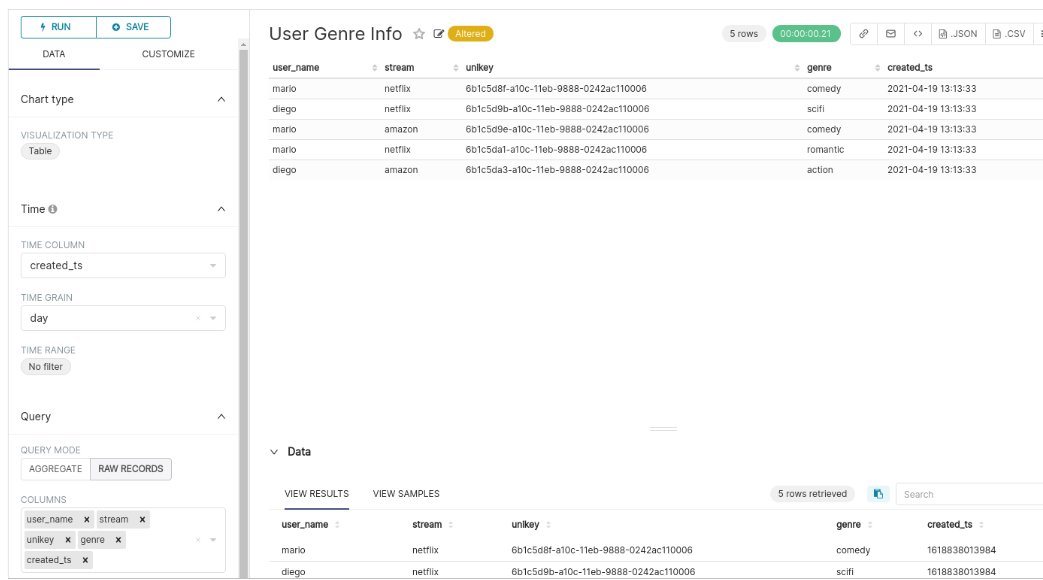 RUN SAVE
DATA CUSTOMIZE
Chart type
VISUALIZATION TYPE
Table
Time
TIME COLUMN
created_ts
TIME GRAIN
day
TIME RANGE
No filter
Query
QUERY MODE
AGGREGATE RAW RECORDS
COLUMNS
user_name × stream ×
unikey × genre ×
created_ts ×
User Genre Info Altered 5 rows 00:00:00.21 .JSON .CSV
user_name stream unikey genre created_ts
mario netflix 6b1c5d8f-a10c-11eb-9888-0242ac110006 comedy 2021-04-19 13:13:33
diego netflix 6b1c5d9b-a10c-11eb-9888-0242ac110006 scifi 2021-04-19 13:13:33
mario amazon 6b1c5d9e-a10c-11eb-9888-0242ac110006 comedy 2021-04-19 13:13:33
mario netflix 6b1c5da1-a10c-11eb-9888-0242ac110006 romantic 2021-04-19 13:13:33
diego amazon 6b1c5da3-a10c-11eb-9888-0242ac110006 action 2021-04-19 13:13:33
Data
VIEW RESULTS VIEW SAMPLES 5 rows retrieved Search
user_name stream unikey genre created_ts
mario netflix 6b1c5d8f-a10c-11eb-9888-0242ac110006 comedy 1618838013984
diego netflix 6b1c5d9b-a10c-11eb-9888-0242ac110006 scifi 1618838013984